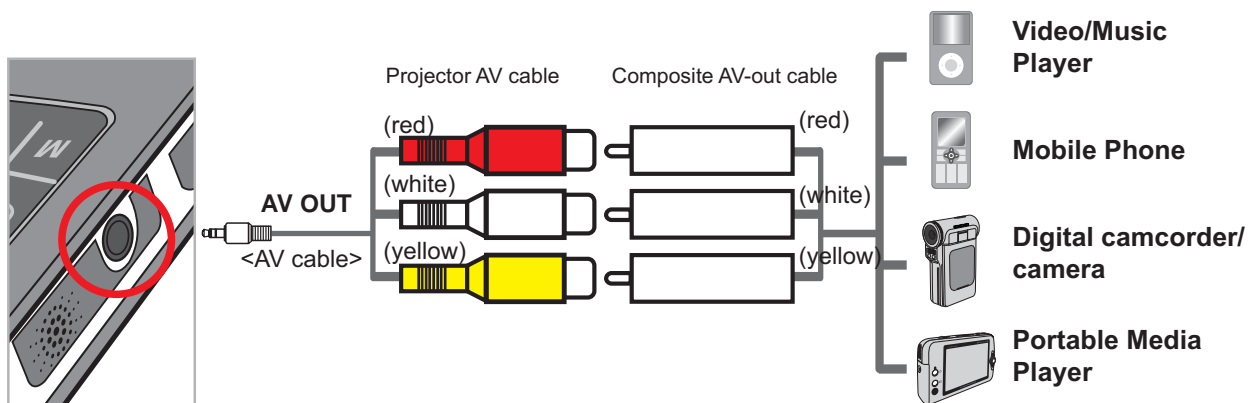 Projector AV cable
Composite AV-out cable
(red)
(red)
(white)
(white)
(yellow)
(yellow)
AV OUT
<AV cable>
M
Video/Music
Player
Mobile Phone
Digital camcorder/
camera
Portable Media
Player